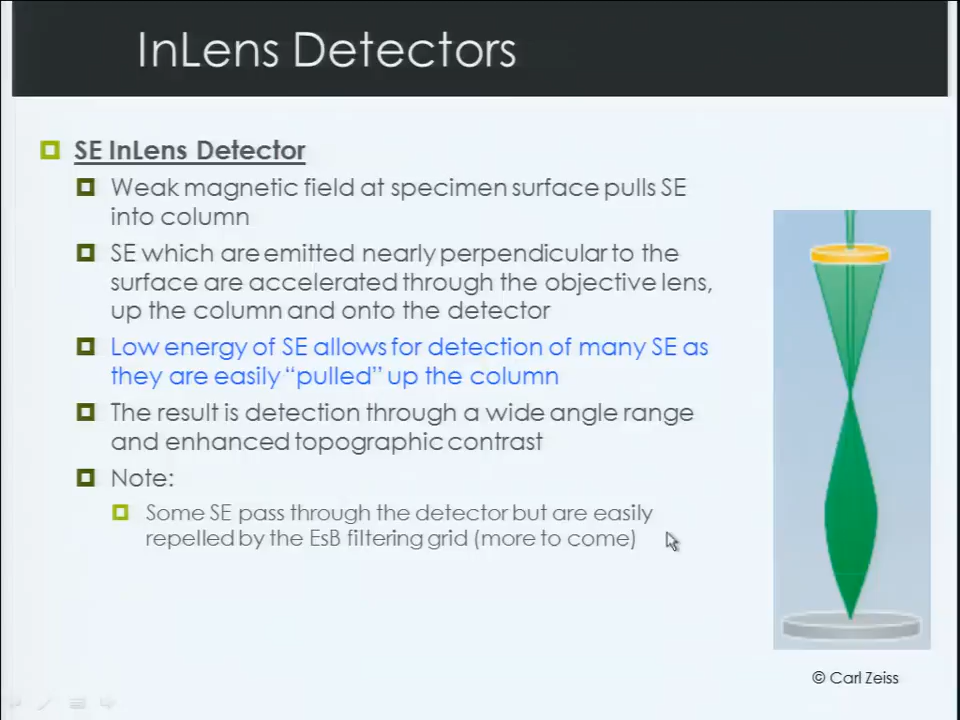 InLens Detectors
SE InLens Detector
Weak magnetic field at specimen surface pulls SE
into column
SE which are emitted nearly perpendicular to the
surface are accelerated through the objective lens,
up the column and onto the detector
Low energy of SE allows for detection of many SE as
they are easily “pulled” up the column
The result is detection through a wide angle range
and enhanced topographic contrast
Note:
Some SE pass through the detector but are easily
repelled by the EsB filtering grid (more to come)
© Carl Zeiss